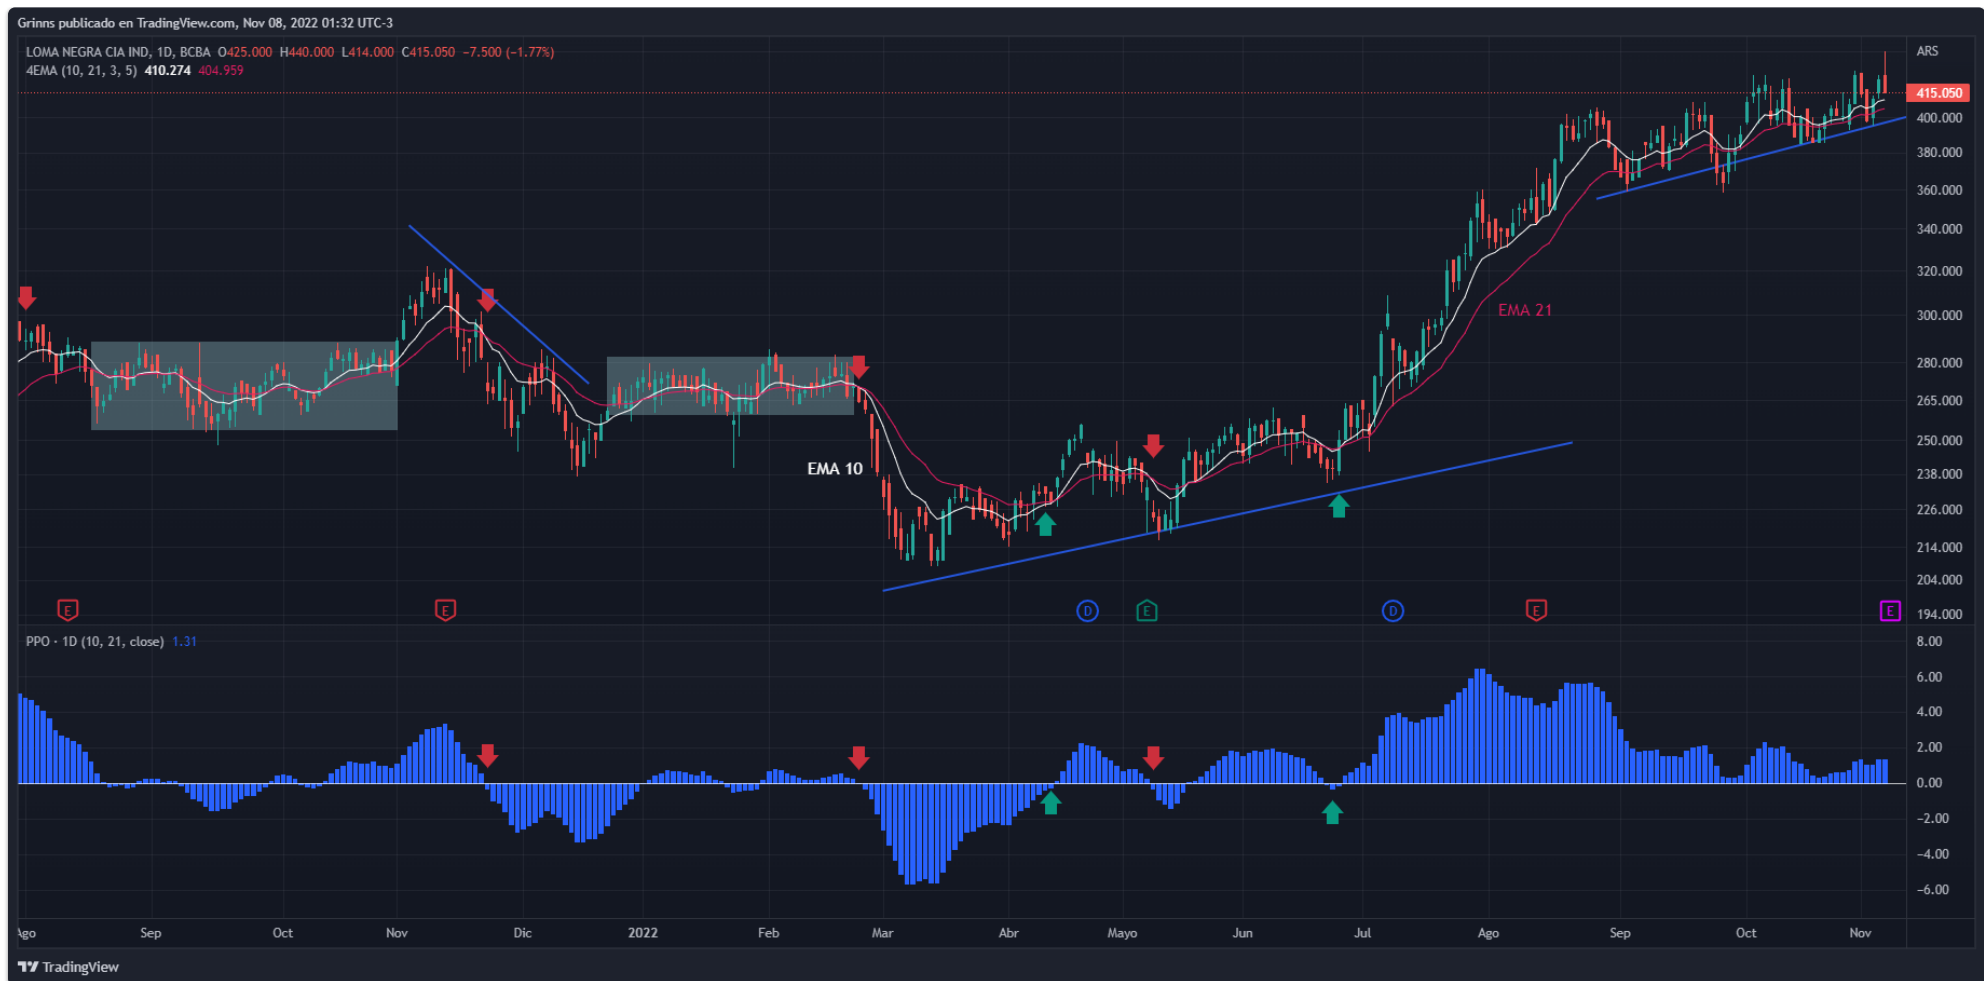 Grinns publicado en TradingView.com, Nov 08, 2022 01:32 UTC-3
LOMA NEGRA CIA IND, 1D, BCBA O425.000 H440.000 L414.000 C415.050 −7.500 (−1.77%)
4EMA (10, 21, 3, 5) 410.274 404.959
ARS
415.050
400.000
380.000
360.000
340.000
320.000
300.000
280.000
265.000
250.000
238.000
226.000
214.000
204.000
194.000
EMA 21
EMA 10
E
E
D
E
D
E
E
PPO · 1D (10, 21, close) 1.31
8.00
6.00
4.00
2.00
0.00
−2.00
−4.00
−6.00
Ago Sep Oct Nov Dic 2022 Feb Mar Abr Mayo Jun Jul Ago Sep Oct Nov
TradingView